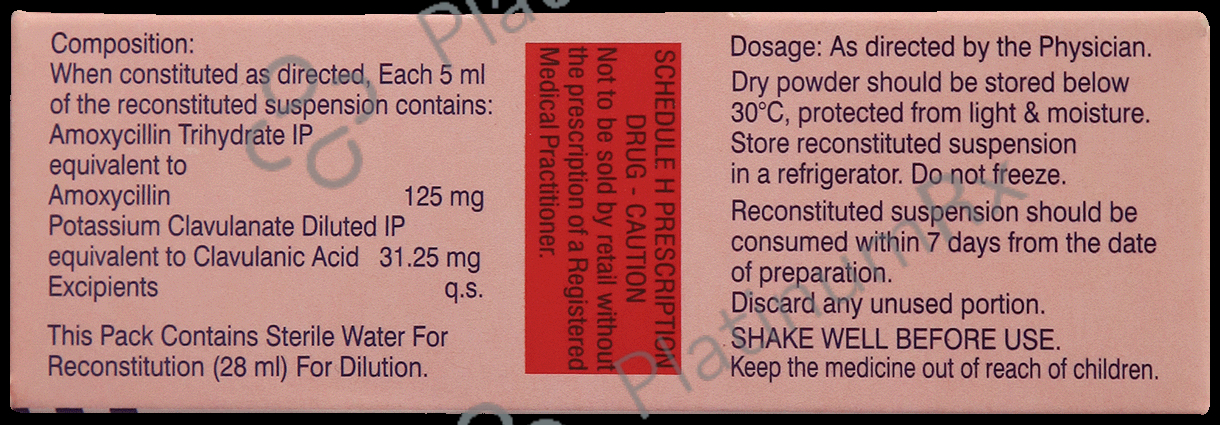 Composition:
When constituted as directed, Each 5 ml
of the reconstituted suspension contains:
Amoxycillin Trihydrate IP
equivalent to
Amoxycillin 125 mg
Potassium Clavulanate Diluted IP
equivalent to Clavulanic Acid 31.25 mg
Excipients q.s.
This Pack Contains Sterile Water For
Reconstitution (28 ml) For Dilution.
SCHEDULE H PRESCRIPTION
DRUG - CAUTION
Not to be sold by retail without
the prescription of a Registered
Medical Practitioner.
Dosage: As directed by the Physician.
Dry powder should be stored below
30°C, protected from light & moisture.
Store reconstituted suspension
in a refrigerator. Do not freeze.
Reconstituted suspension should be
consumed within 7 days from the date
of preparation.
Discard any unused portion.
SHAKE WELL BEFORE USE.
Keep the medicine out of reach of children.
PlatinumRx